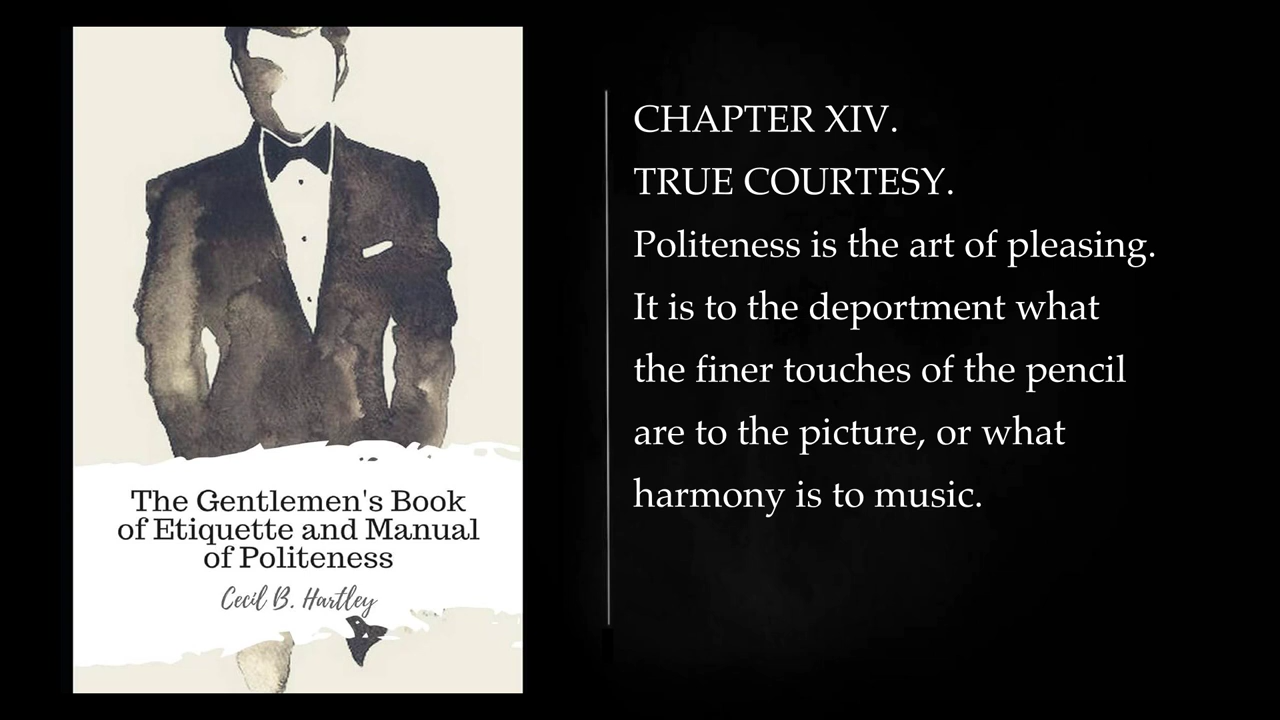 The Gentlemen's Book
of Etiquette and Manual
of Politeness
Cecil B. Hartley
CHAPTER XIV.
TRUE COURTESY.
Politeness is the art of pleasing.
It is to the deportment what
the finer touches of the pencil
are to the picture, or what
harmony is to music.